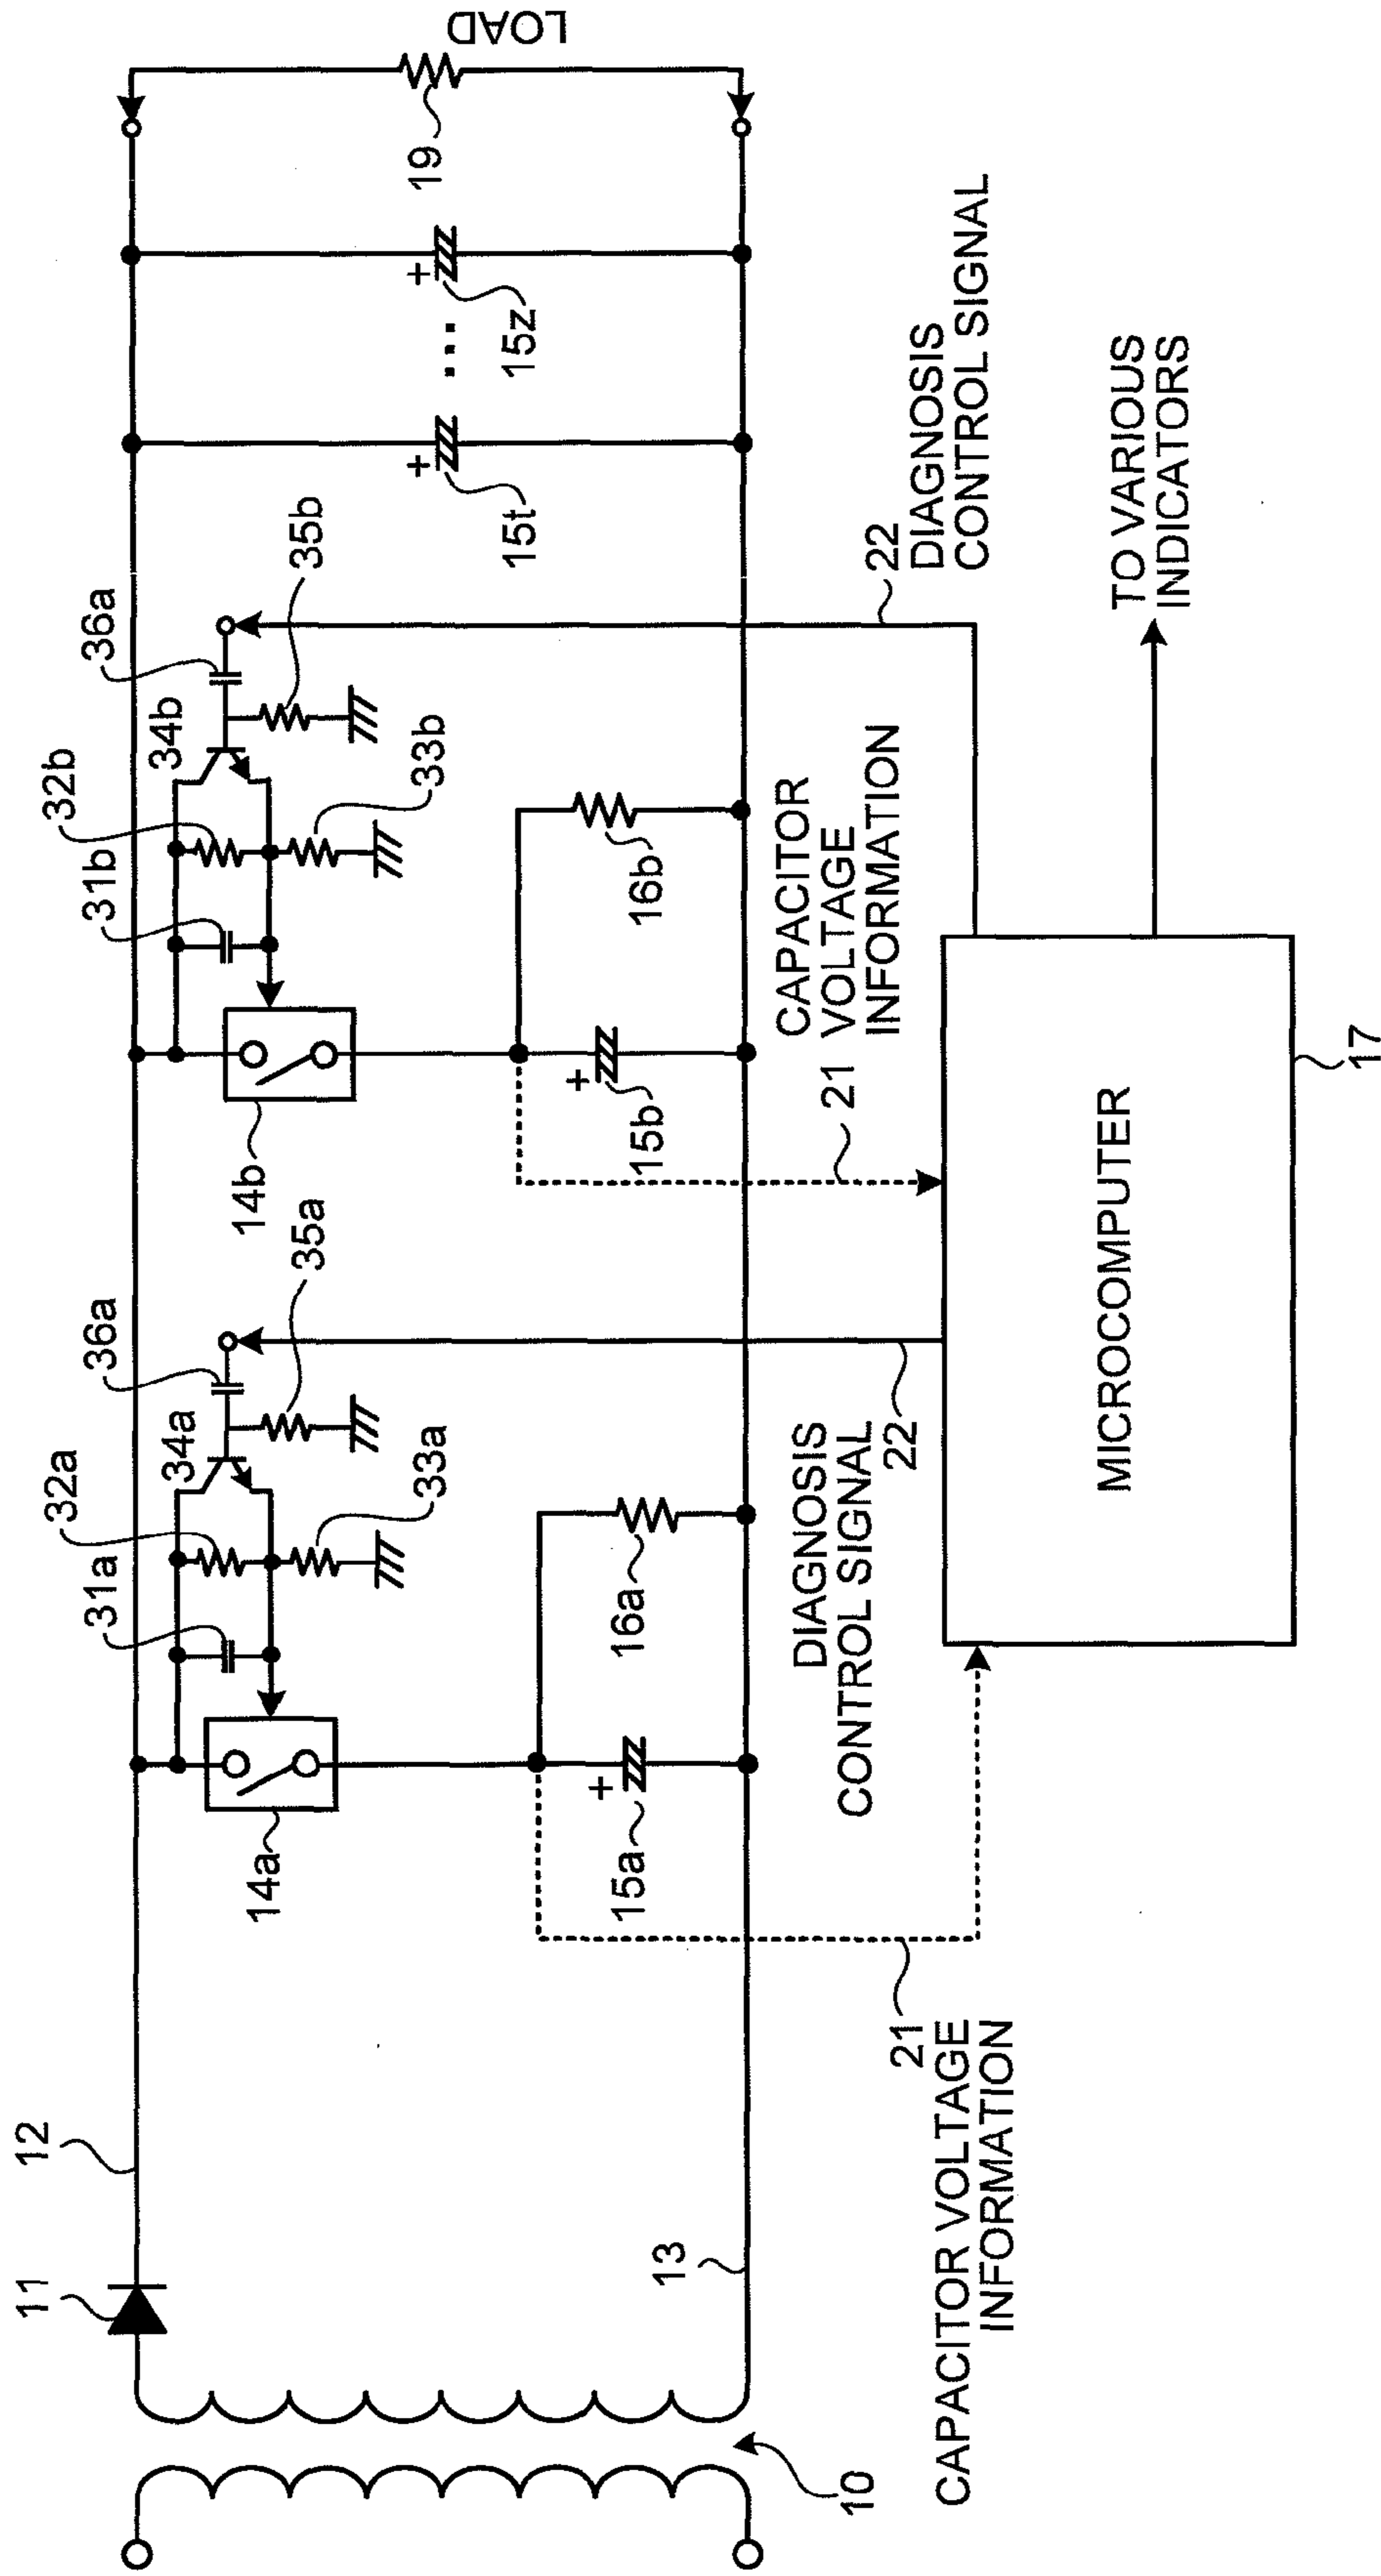 10
11
12
13
14a
31a
32a
34a
36a
33a
35a
+
15a
16a
14b
31b
32b
34b
36a
33b
35b
+
15b
16b
+
15t
...
+
15z
19
LOAD
21
CAPACITOR VOLTAGE
INFORMATION
DIAGNOSIS
CONTROL SIGNAL
22
21
CAPACITOR
VOLTAGE
INFORMATION
22
DIAGNOSIS
CONTROL SIGNAL
MICROCOMPUTER
17
TO VARIOUS
INDICATORS